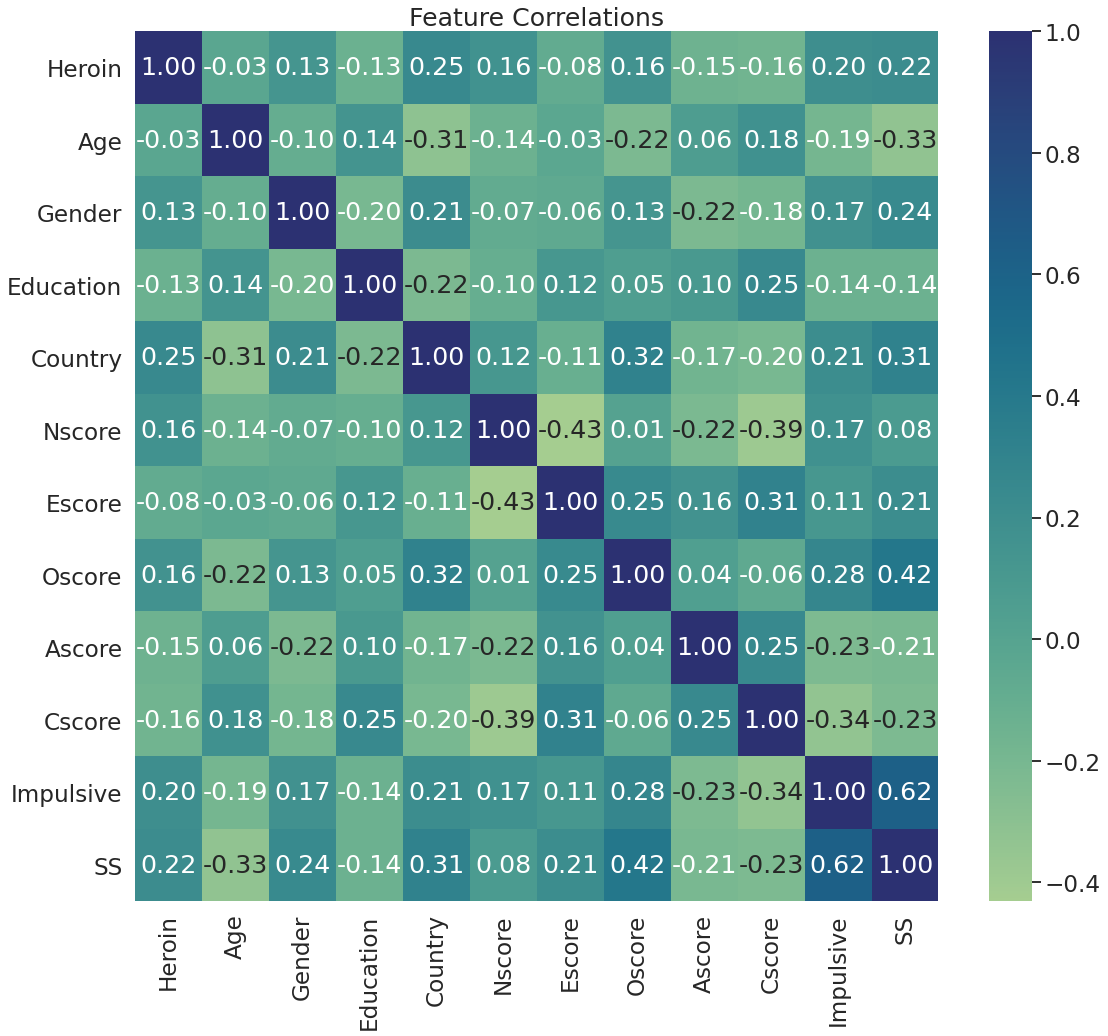 Feature Correlations
Heroin 1.00 -0.03 0.13 -0.13 0.25 0.16 -0.08 0.16 -0.15 -0.16 0.20 0.22
Age -0.03 1.00 -0.10 0.14 -0.31 -0.14 -0.03 -0.22 0.06 0.18 -0.19 -0.33
Gender 0.13 -0.10 1.00 -0.20 0.21 -0.07 -0.06 0.13 -0.22 -0.18 0.17 0.24
Education -0.13 0.14 -0.20 1.00 -0.22 -0.10 0.12 0.05 0.10 0.25 -0.14 -0.14
Country 0.25 -0.31 0.21 -0.22 1.00 0.12 -0.11 0.32 -0.17 -0.20 0.21 0.31
Nscore 0.16 -0.14 -0.07 -0.10 0.12 1.00 -0.43 0.01 -0.22 -0.39 0.17 0.08
Escore -0.08 -0.03 -0.06 0.12 -0.11 -0.43 1.00 0.25 0.16 0.31 0.11 0.21
Oscore 0.16 -0.22 0.13 0.05 0.32 0.01 0.25 1.00 0.04 -0.06 0.28 0.42
Ascore -0.15 0.06 -0.22 0.10 -0.17 -0.22 0.16 0.04 1.00 0.25 -0.23 -0.21
Cscore -0.16 0.18 -0.18 0.25 -0.20 -0.39 0.31 -0.06 0.25 1.00 -0.34 -0.23
Impulsive 0.20 -0.19 0.17 -0.14 0.21 0.17 0.11 0.28 -0.23 -0.34 1.00 0.62
SS 0.22 -0.33 0.24 -0.14 0.31 0.08 0.21 0.42 -0.21 -0.23 0.62 1.00
Heroin Age Gender Education Country Nscore Escore Oscore Ascore Cscore Impulsive SS
1.0
0.8
0.6
0.4
0.2
0.0
−0.2
−0.4